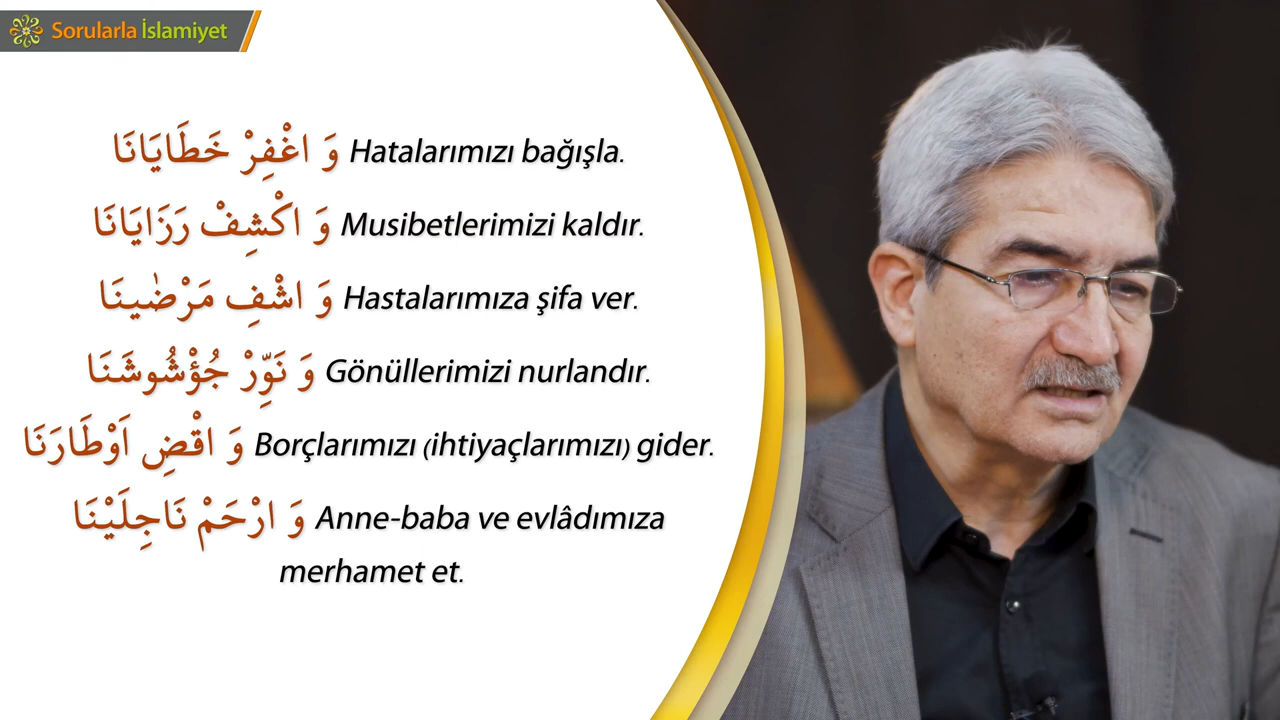 Sorularla İslamiyet
وَ اغْفِرْ خَطَايَانَا Hatalarımızı bağışla.
وَ اكْشِفْ رَزَايَانَا Musibetlerimizi kaldır.
وَ اشْفِ مَرْضٰينَا Hastalarımıza şifa ver.
وَ نَوِّرْ جُؤْشُوشَنَا Gönüllerimizi nurlandır.
وَ اقْضِ اَوْطَارَنَا Borçlarımızı (ihtiyaçlarımızı) gider.
وَ ارْحَمْ نَاجِلَيْنَا Anne-baba ve evlâdımıza
merhamet et.